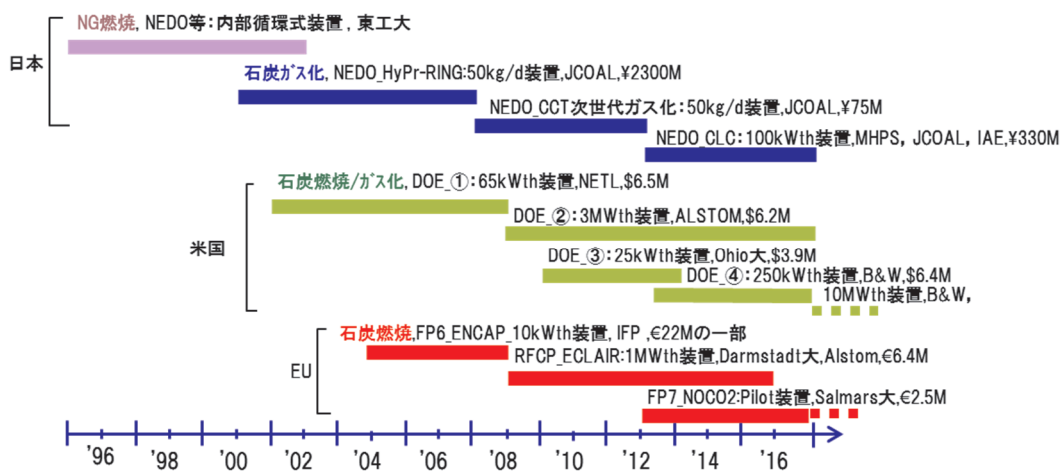 NG燃焼, NEDO等：内部循環式装置, 東工大
日本
石炭ガス化, NEDO_HyPr-RING:50kg/d装置,JCOAL,¥2300M
NEDO_CCT次世代ガス化：50kg/d装置,JCOAL,¥75M
NEDO_CLC：100kWth装置,MHPS, JCOAL, IAE,¥330M
石炭燃焼/ガス化, DOE_①：65kWth装置,NETL,$6.5M
DOE_②：3MWth装置,ALSTOM,$6.2M
米国
DOE_③：25kWth装置,Ohio大,$3.9M
DOE_④：250kWth装置,B&W,$6.4M
10MWth装置,B&W,
石炭燃焼,FP6_ENCAP_10kWth装置, IFP ,€22Mの一部
RFCP_ECLAIR:1MWth装置,Darmstadt大,Alstom,€6.4M
EU
FP7_NOCO2:Pilot装置,Salmars大,€2.5M
'96 '98 '00 '02 '04 '06 '08 '10 '12 '14 '16